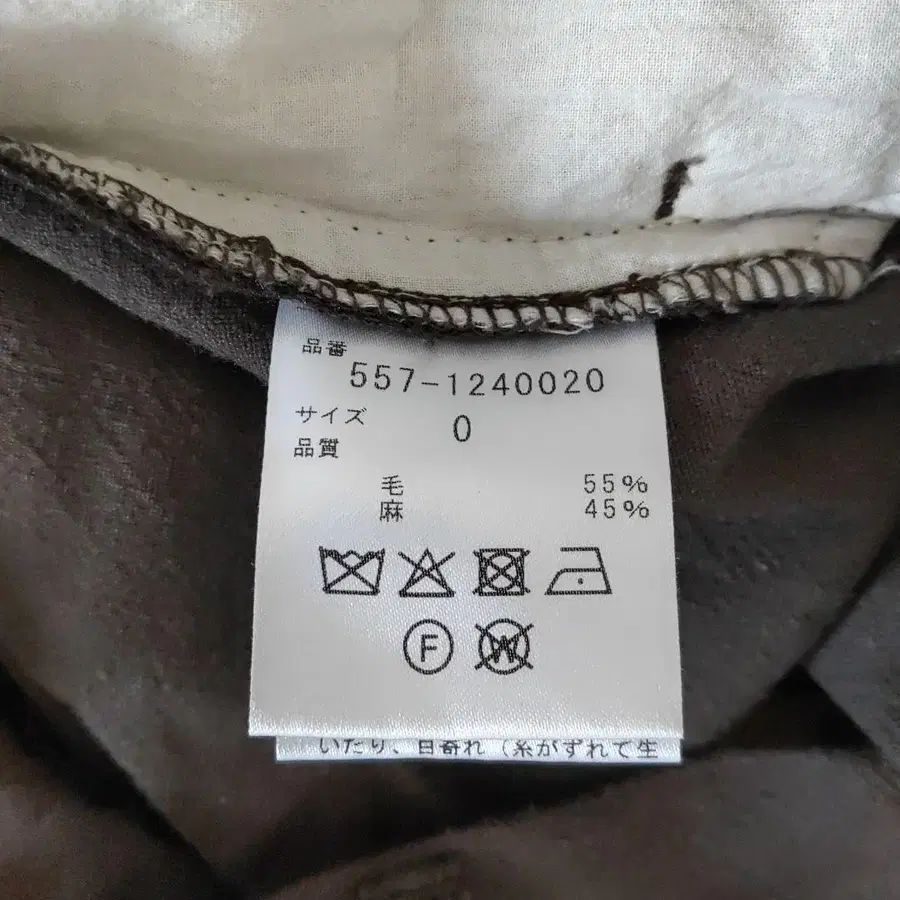 品番
557-1240020
サイズ 0
品質
毛 55%
麻 45%
F
W
いたり、目寄れ（糸がずれて生